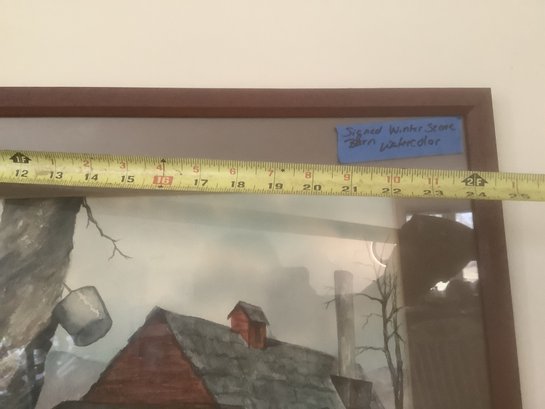 Signed Winter Scene
Barn Watercolor
1F 1 2 3 4 5 6 7 8 9 10 11 2F 1
12 13 14 15 16 17 18 19 20 21 22 23 24 25